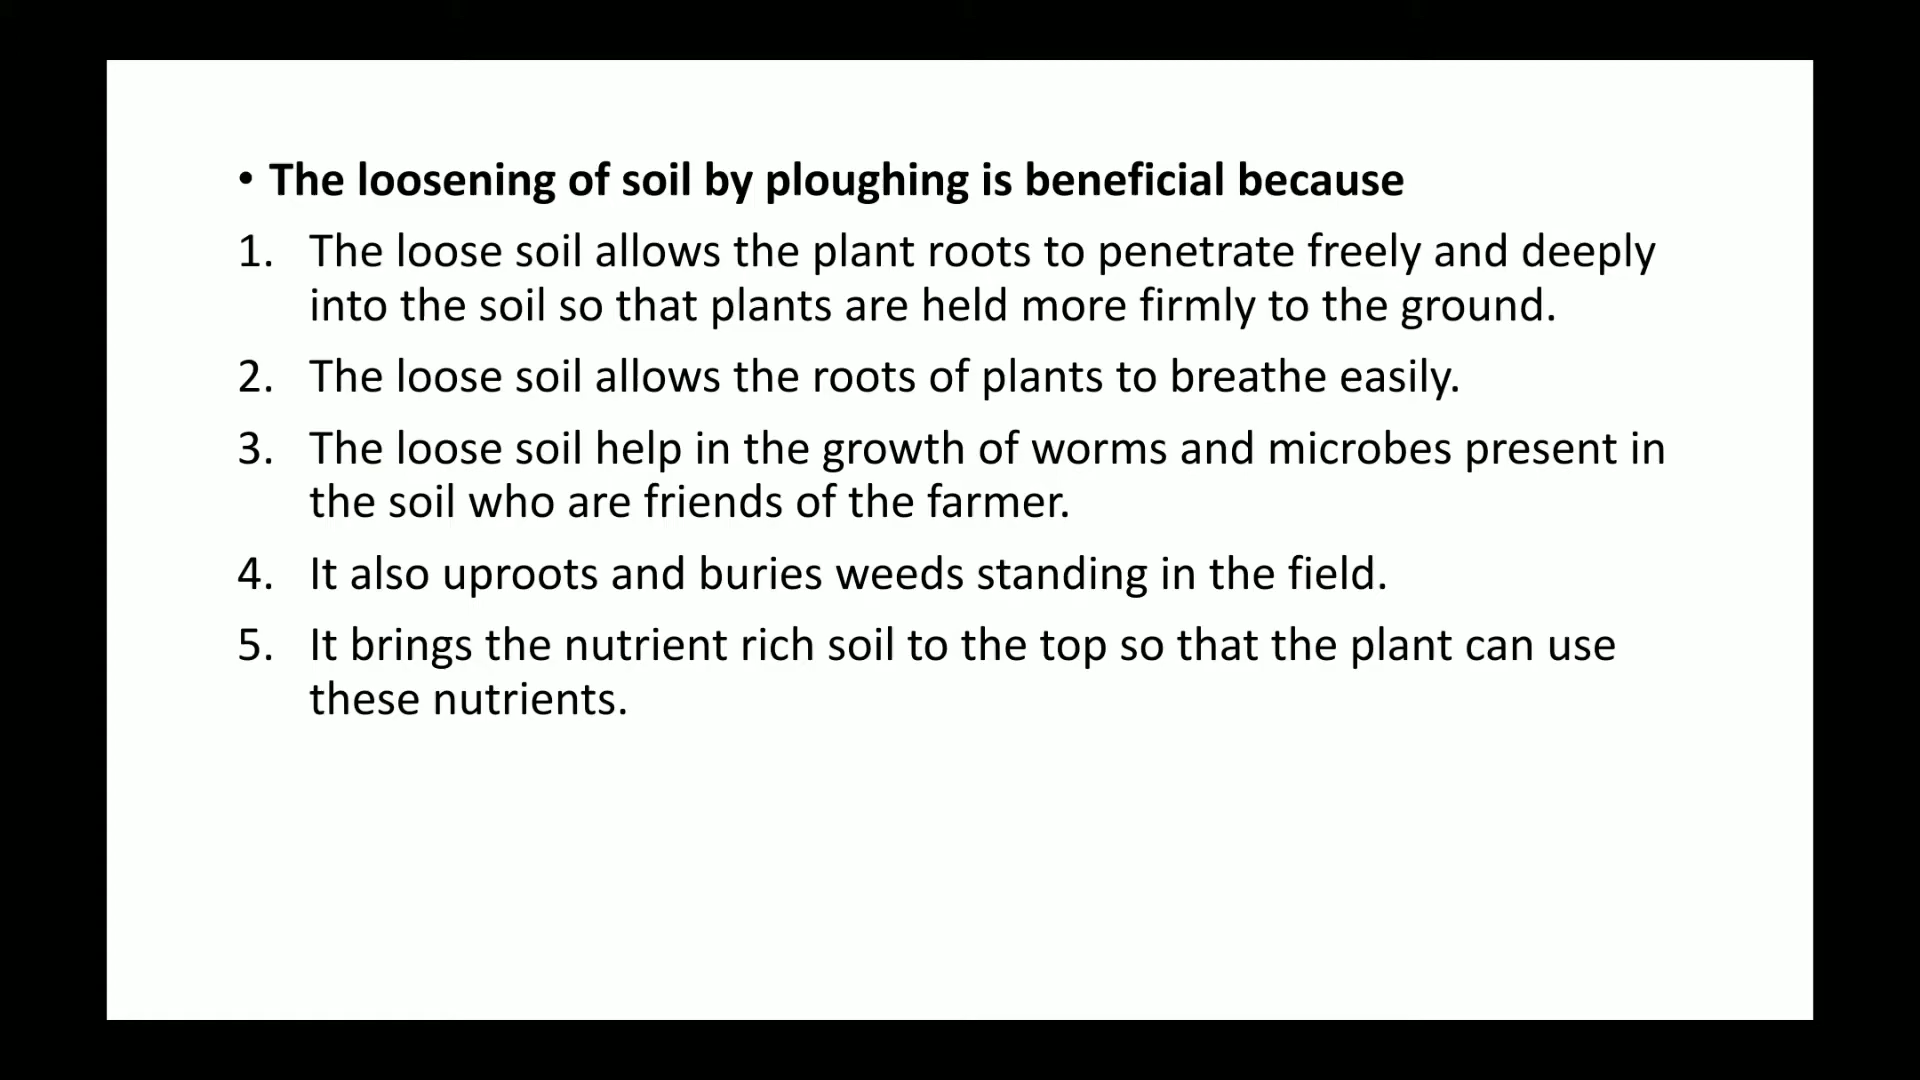 • The loosening of soil by ploughing is beneficial because
1. The loose soil allows the plant roots to penetrate freely and deeply
into the soil so that plants are held more firmly to the ground.
2. The loose soil allows the roots of plants to breathe easily.
3. The loose soil help in the growth of worms and microbes present in
the soil who are friends of the farmer.
4. It also uproots and buries weeds standing in the field.
5. It brings the nutrient rich soil to the top so that the plant can use
these nutrients.